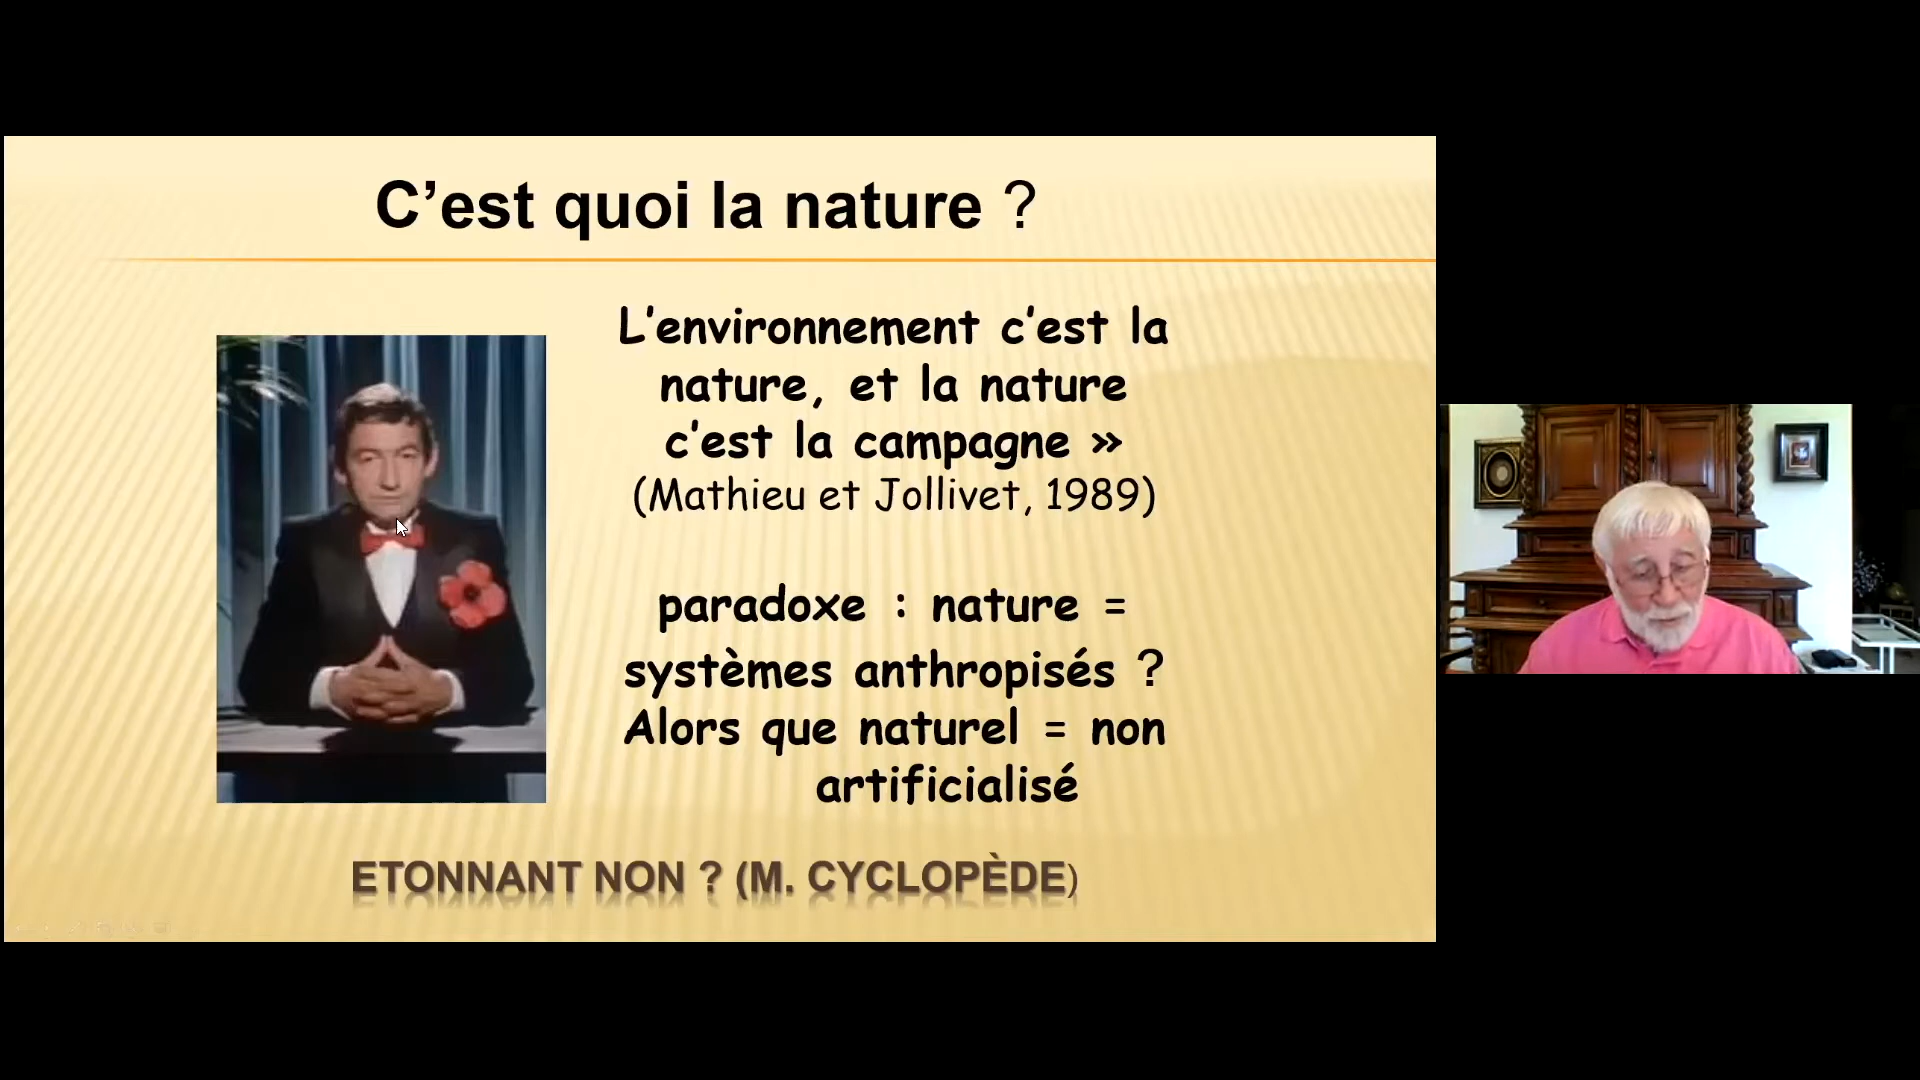 C’est quoi la nature ?
L’environnement c’est la
nature, et la nature
c’est la campagne »
(Mathieu et Jollivet, 1989)
paradoxe : nature =
systèmes anthropisés ?
Alors que naturel = non
artificialisé
ETONNANT NON ? (M. CYCLOPÈDE)